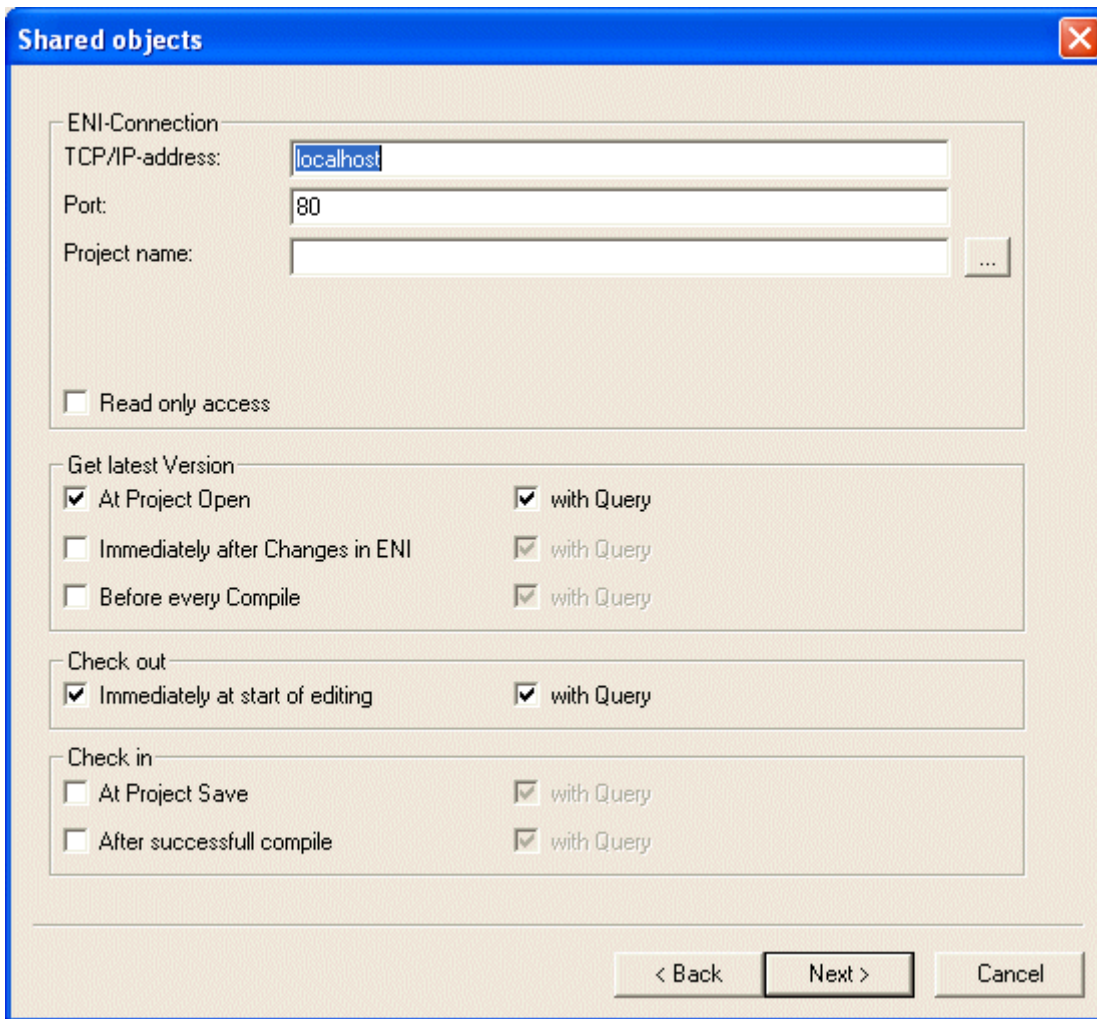 Shared objects
ENI-Connection
TCP/IP-address: localhost
Port: 80
Project name: ...
Read only access
Get latest Version
At Project Open with Query
Immediately after Changes in ENI with Query
Before every Compile with Query
Check out
Immediately at start of editing with Query
Check in
At Project Save with Query
After successfull compile with Query
< Back Next > Cancel